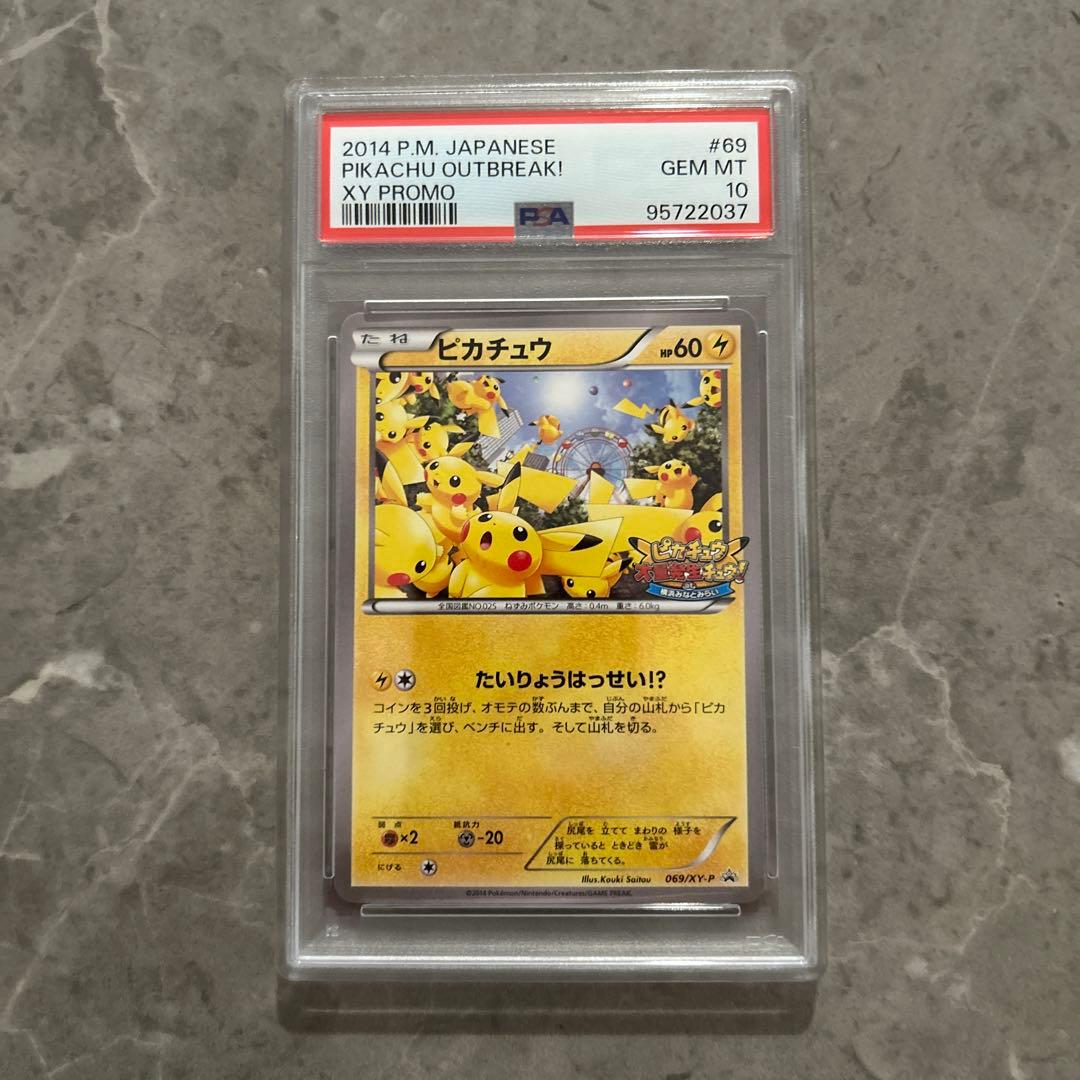 2014 P.M. JAPANESE #69
PIKACHU OUTBREAK! GEM MT
XY PROMO 10
PSA 95722037
たね ピカチュウ HP60
ピカチュウ
大量発生チュウ!
横浜みなとみらい
全国図鑑NO.025 ねずみポケモン 高さ:0.4m 重さ:6.0kg
たいりょうはっせい!?
コインを3回投げ、オモテの数ぶんまで、自分の山札から「ピカ
チュウ」を選び、ベンチに出す。そして山札を切る。
弱点 抵抗力
×2 -20
にげる
尻尾を 立てて まわりの 様子を
探っていると ときどき 雷が
尻尾に 落ちてくる。
Illus.Kouki Saitou 069/XY-P
©2014 Pokémon/Nintendo/Creatures/GAME FREAK.